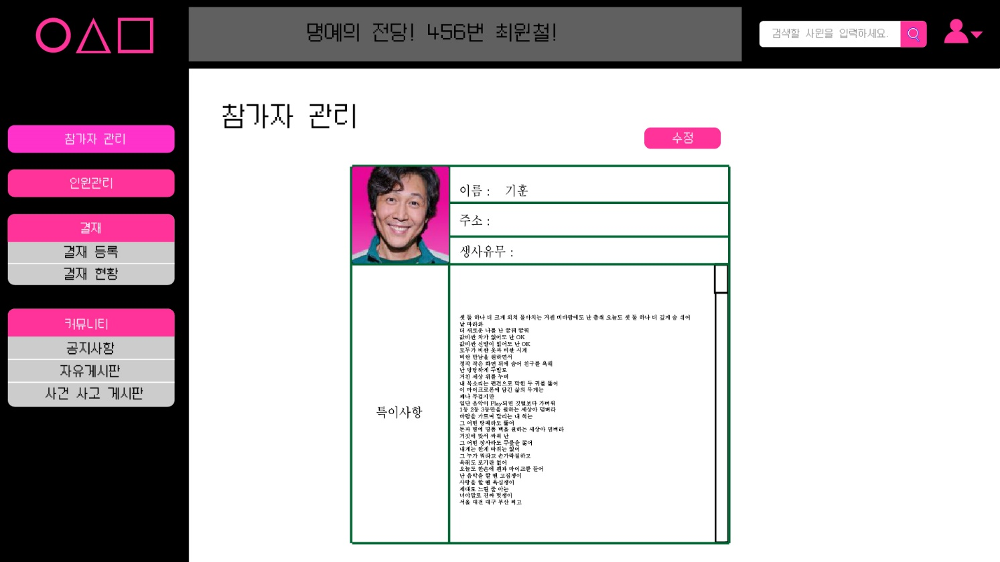 명예의 전당! 456번 최원철!
검색할 사원을 입력하세요.
참가자 관리
수정
참가자 관리
인원관리
결재
결재 등록
결재 현황
커뮤니티
공지사항
자유게시판
사건 사고 게시판
이름 : 기훈
주소 :
생사유무 :
특이사항
셋 둘 하나 더 크게 외쳐 몰아치는 거센 비바람에도 난 춤춰 오늘도 셋 둘 하나 더 깊게 숨 쉬어
날 따라와
더 새로운 나를 난 꿈꿔 꿈꿔
값비싼 차가 없어도 난 OK
값비싼 신발이 없어도 난 OK
모두가 비싼 옷과 비싼 시계
비싼 만남을 원하면서
정작 작은 화면 뒤에 숨어 친구를 욕해
난 당당하게 두발로
거친 세상 위를 누벼
내 목소리는 편견으로 막힌 두 귀를 뚫어
이 마이크로폰에 담긴 삶의 무게는
꽤나 무겁지만
일단 음악이 Play되면 깃털보다 가벼워
1등 2등 3등만을 원하는 세상아 덤벼라
바람을 가르며 달리는 내 혀는
그 어떤 방패라도 뚫어
돈과 명예 명품 백을 원하는 세상아 덤벼라
거짓에 맞서 싸워 난
그 어떤 장사라도 무릎을 꿇어
내게는 한계 따위는 없어
그 누가 뭐라고 손가락질하고
욕해도 포기란 없어
오늘도 한손에 펜과 마이크를 들어
난 음악을 할 땐 고집쟁이
사랑을 할 땐 욕심쟁이
제대로 느낄 줄 아는
너야말로 진짜 멋쟁이
서울 대전 대구 부산 찍고